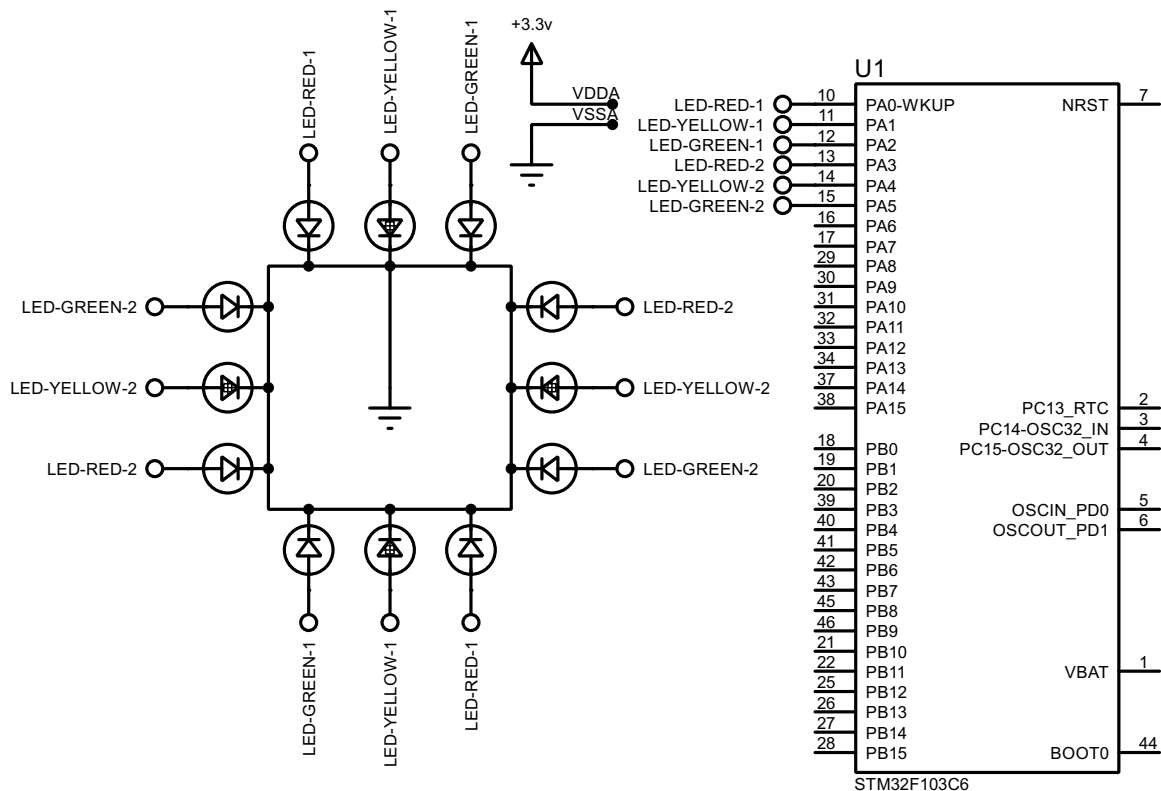 LED-RED-1
LED-YELLOW-1
LED-GREEN-1
+3.3v
VDDA
VSSA
LED-GREEN-2
LED-YELLOW-2
LED-RED-2
LED-RED-2
LED-YELLOW-2
LED-GREEN-2
LED-GREEN-1
LED-YELLOW-1
LED-RED-1
U1
LED-RED-1 10 PA0-WKUP NRST 7
LED-YELLOW-1 11 PA1
LED-GREEN-1 12 PA2
LED-RED-2 13 PA3
LED-YELLOW-2 14 PA4
LED-GREEN-2 15 PA5
16 PA6
17 PA7
29 PA8
30 PA9
31 PA10
32 PA11
33 PA12
34 PA13
37 PA14
38 PA15 PC13_RTC 2
PC14-OSC32_IN 3
18 PB0 PC15-OSC32_OUT 4
19 PB1
20 PB2
39 PB3 OSCIN_PD0 5
40 PB4 OSCOUT_PD1 6
41 PB5
42 PB6
43 PB7
45 PB8
46 PB9
21 PB10
22 PB11 VBAT 1
25 PB12
26 PB13
27 PB14
28 PB15 BOOT0 44
STM32F103C6